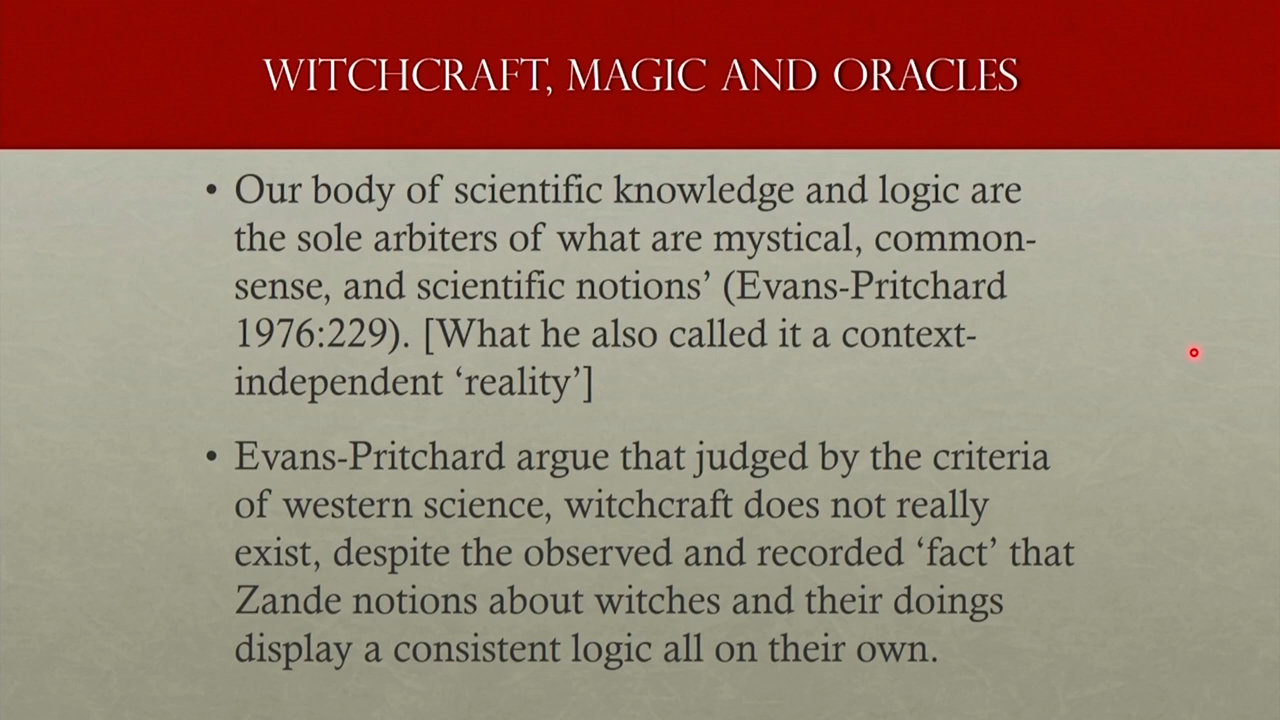 WITCHCRAFT, MAGIC AND ORACLES
• Our body of scientific knowledge and logic are
the sole arbiters of what are mystical, common-
sense, and scientific notions’ (Evans-Pritchard
1976:229). [What he also called it a context-
independent ‘reality’]
• Evans-Pritchard argue that judged by the criteria
of western science, witchcraft does not really
exist, despite the observed and recorded ‘fact’ that
Zande notions about witches and their doings
display a consistent logic all on their own.